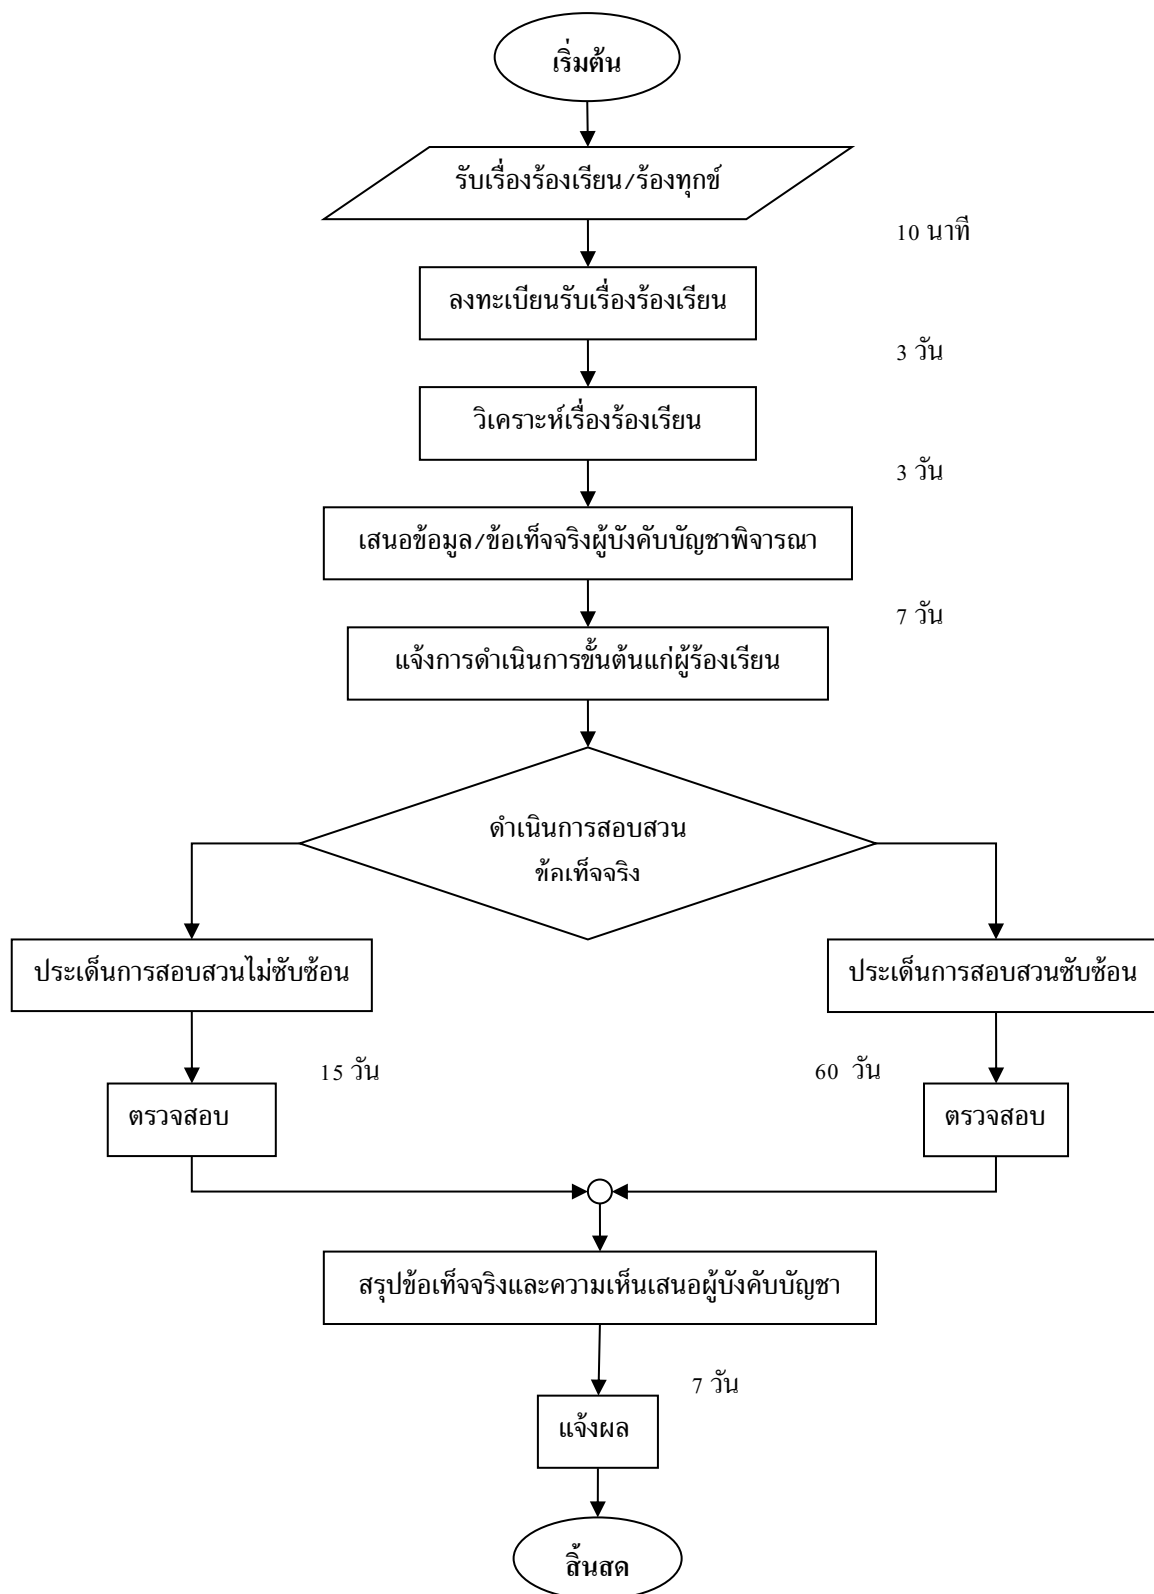 เริ่มต้น
รับเรื่องร้องเรียน/ร้องทุกข์
10 นาที
ลงทะเบียนรับเรื่องร้องเรียน
3 วัน
วิเคราะห์เรื่องร้องเรียน
3 วัน
เสนอข้อมูล/ข้อเท็จจริงผู้บังคับบัญชาพิจารณา
7 วัน
แจ้งการดำเนินการขั้นต้นแก่ผู้ร้องเรียน
ดำเนินการสอบสวน
ข้อเท็จจริง
ประเด็นการสอบสวนไม่ซับซ้อน
ประเด็นการสอบสวนซับซ้อน
15 วัน
60 วัน
ตรวจสอบ
ตรวจสอบ
สรุปข้อเท็จจริงและความเห็นเสนอผู้บังคับบัญชา
7 วัน
แจ้งผล
สิ้นสด